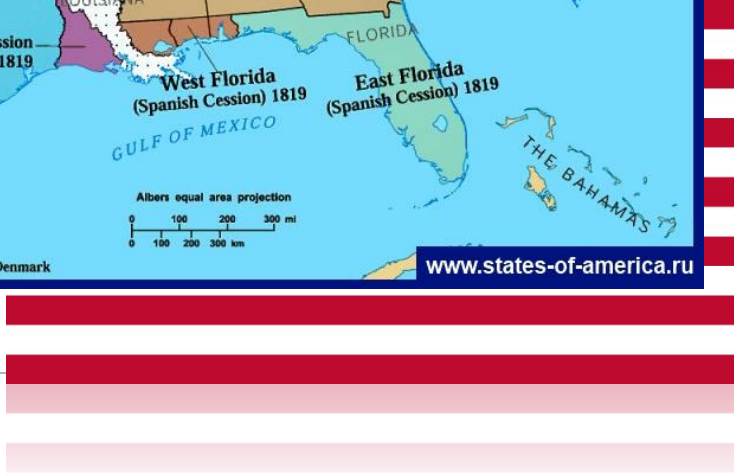 FLORIDA
ssion
1819
West Florida
(Spanish Cession) 1819
East Florida
(Spanish Cession) 1819
GULF OF MEXICO
THE BAHAMAS
Albers equal area projection
0 100 200 300 mi
0 100 200 300 km
Denmark
www.states-of-america.ru